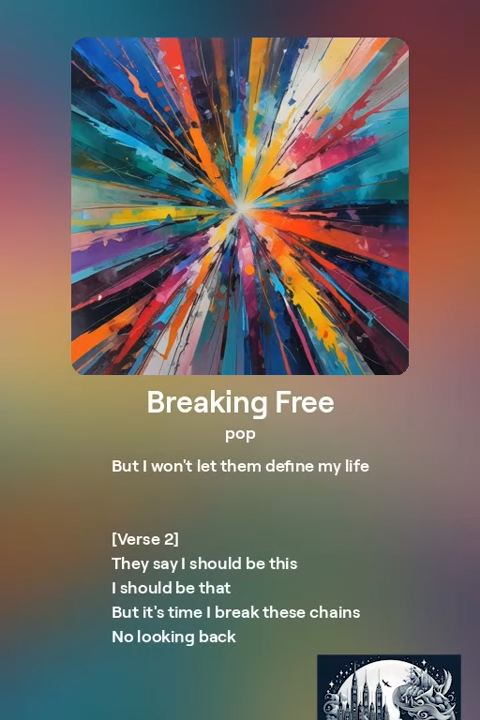 Breaking Free
pop
But I won't let them define my life
[Verse 2]
They say I should be this
I should be that
But it's time I break these chains
No looking back